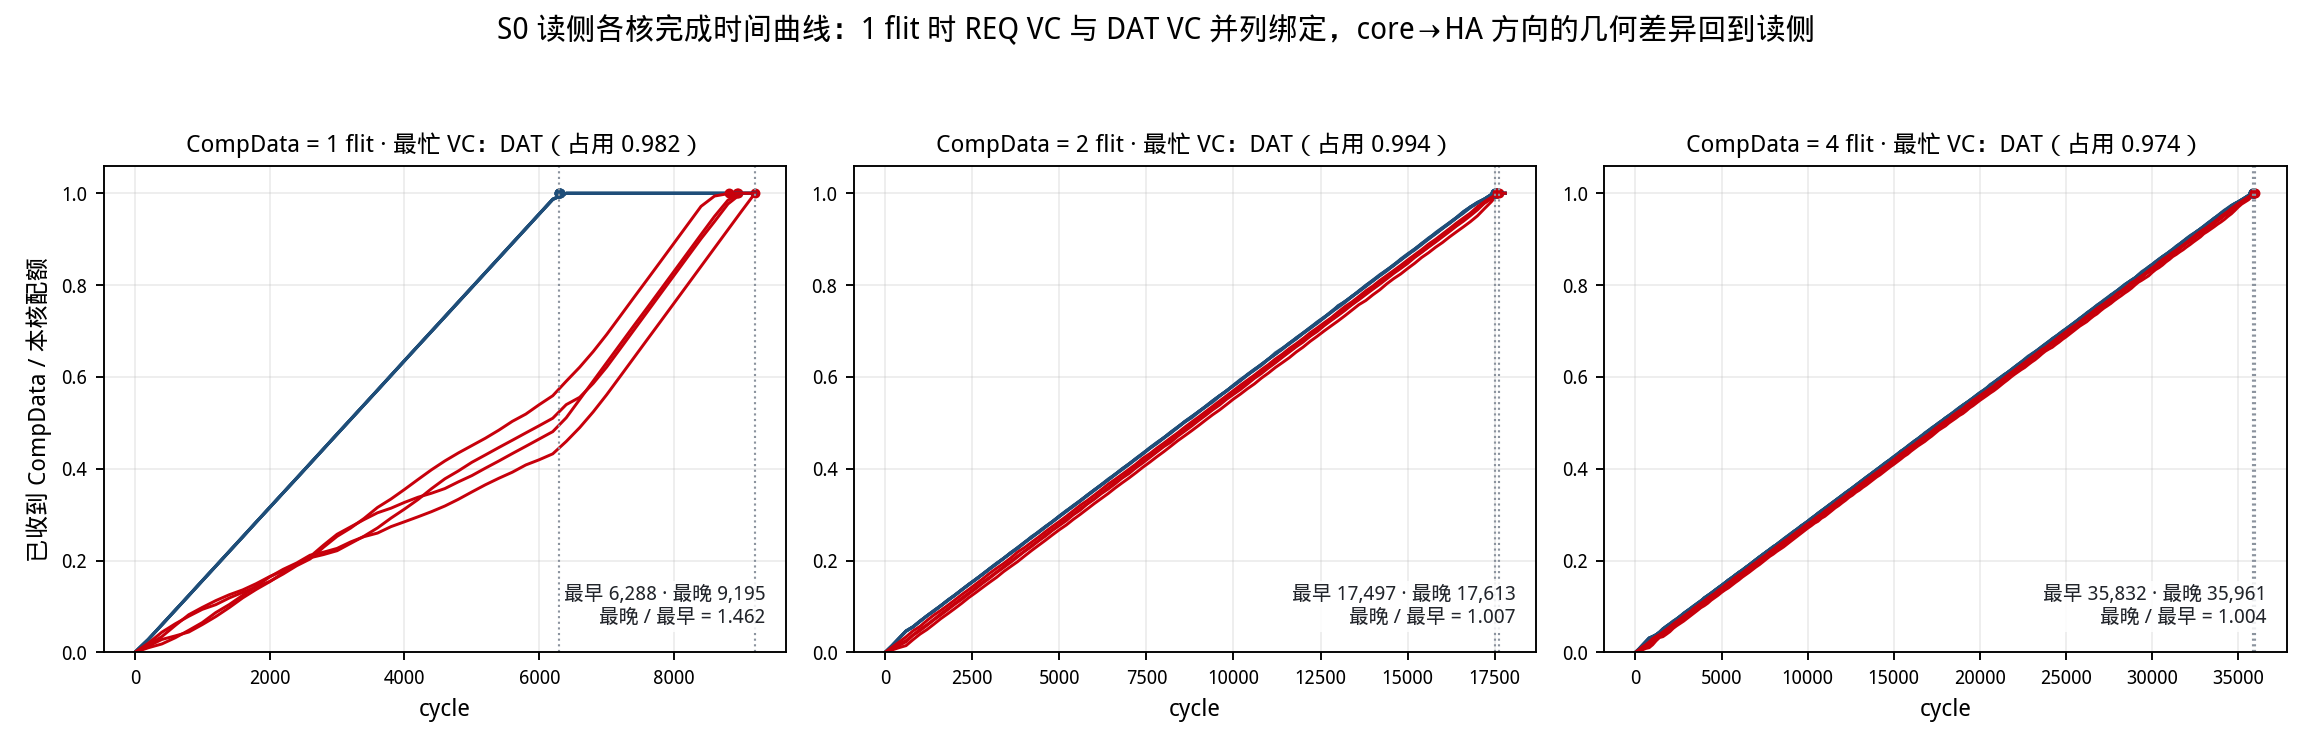 S0 读侧各核完成时间曲线：1 flit 时 REQ VC 与 DAT VC 并列绑定，core→HA 方向的几何差异回到读侧
CompData = 1 flit · 最忙 VC：DAT（占用 0.982）
已收到 CompData / 本核配额
1.0
0.8
0.6
0.4
0.2
0.0
最早 6,288 · 最晚 9,195
最晚 / 最早 = 1.462
0 2000 4000 6000 8000
cycle
CompData = 2 flit · 最忙 VC：DAT（占用 0.994）
1.0
0.8
0.6
0.4
0.2
0.0
最早 17,497 · 最晚 17,613
最晚 / 最早 = 1.007
0 2500 5000 7500 10000 12500 15000 17500
cycle
CompData = 4 flit · 最忙 VC：DAT（占用 0.974）
1.0
0.8
0.6
0.4
0.2
0.0
最早 35,832 · 最晚 35,961
最晚 / 最早 = 1.004
0 5000 10000 15000 20000 25000 30000 35000
cycle